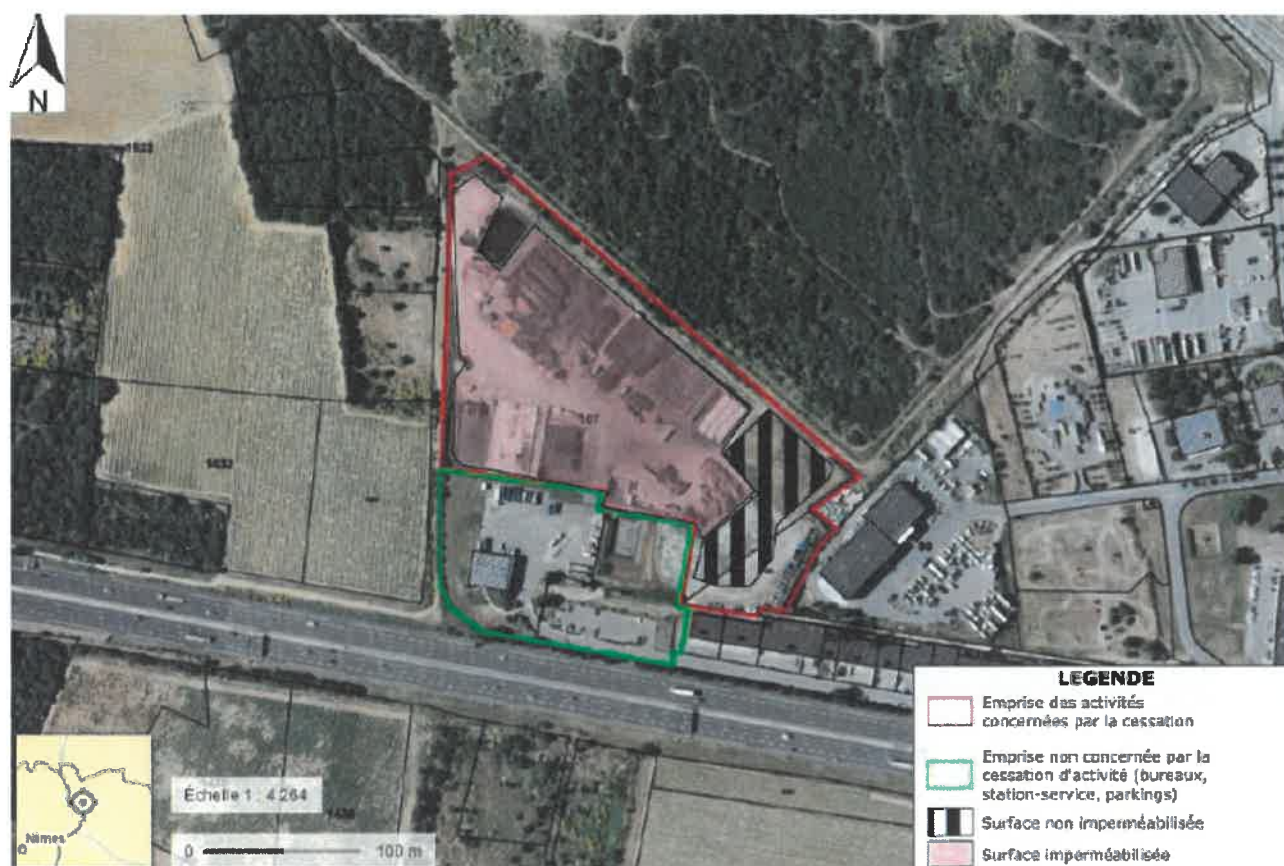 N
LEGENDE
Emprise des activités
concernées par la cessation
Emprise non concernée par la
cessation d'activité (bureaux,
station-service, parkings)
Surface non imperméabilisée
Surface imperméabilisée
Échelle 1 : 4 264
Nîmes
0 100 m